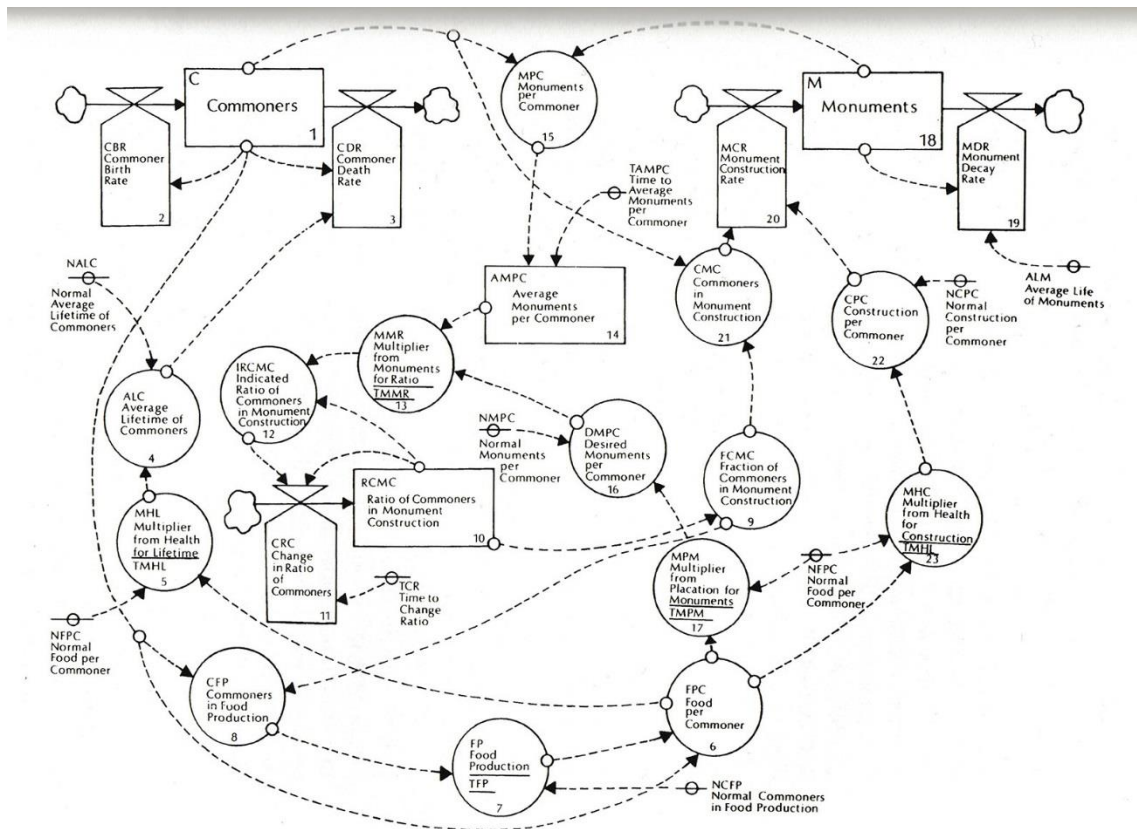 C
Commoners
1
CBR
Commoner
Birth
Rate
2
CDR
Commoner
Death
Rate
3
MPC
Monuments
per
Commoner
15
M
Monuments
18
MCR
Monument
Construction
Rate
20
MDR
Monument
Decay
Rate
19
TAMPC
Time to
Average
Monuments
per
Commoner
NALC
Normal
Average
Lifetime of
Commoners
AMPC
Average
Monuments
per Commoner
14
CMC
Commoners
in
Monument
Construction
21
ALM
Average Life
of Monuments
CPC
Construction
per
Commoner
22
NCPC
Normal
Construction
per
Commoner
MMR
Multiplier
from
Monuments
for Ratio
TMMR
13
IRCMC
Indicated
Ratio of
Commoners
in Monument
Construction
12
ALC
Average
Lifetime of
Commoners
4
NMPC
Normal
Monuments
per
Commoner
DMPC
Desired
Monuments
per
Commoner
16
FCMC
Fraction of
Commoners
in Monument
Construction
9
RCMC
Ratio of Commoners
in Monument
Construction
10
MHL
Multiplier
from Health
for Lifetime
TMHL
5
CRC
Change
in Ratio
of
Commoners
11
TCR
Time to
Change
Ratio
MHC
Multiplier
from Health
for
Construction
TMHL
23
MPM
Multiplier
from
Placation for
Monuments
TMPM
17
NFPC
Normal
Food per
Commoner
NFPC
Normal
Food per
Commoner
CFP
Commoners
in Food
Production
8
FPC
Food
per
Commoner
6
FP
Food
Production
TFP
7
NCFP
Normal Commoners
in Food Production